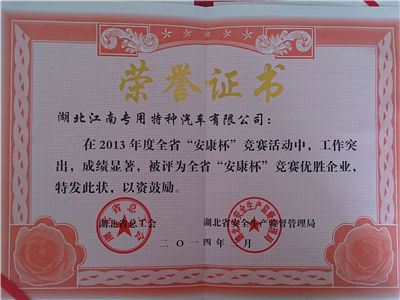 荣誉证书
湖北江南专用特种汽车有限公司：
在2013年度全省“安康杯”竞赛活动中，工作突
出，成绩显著，被评为全省“安康杯”竞赛优胜企业，
特发此状，以资鼓励。
湖北省总工会 湖北省安全生产监督管理局
二〇一四年 月